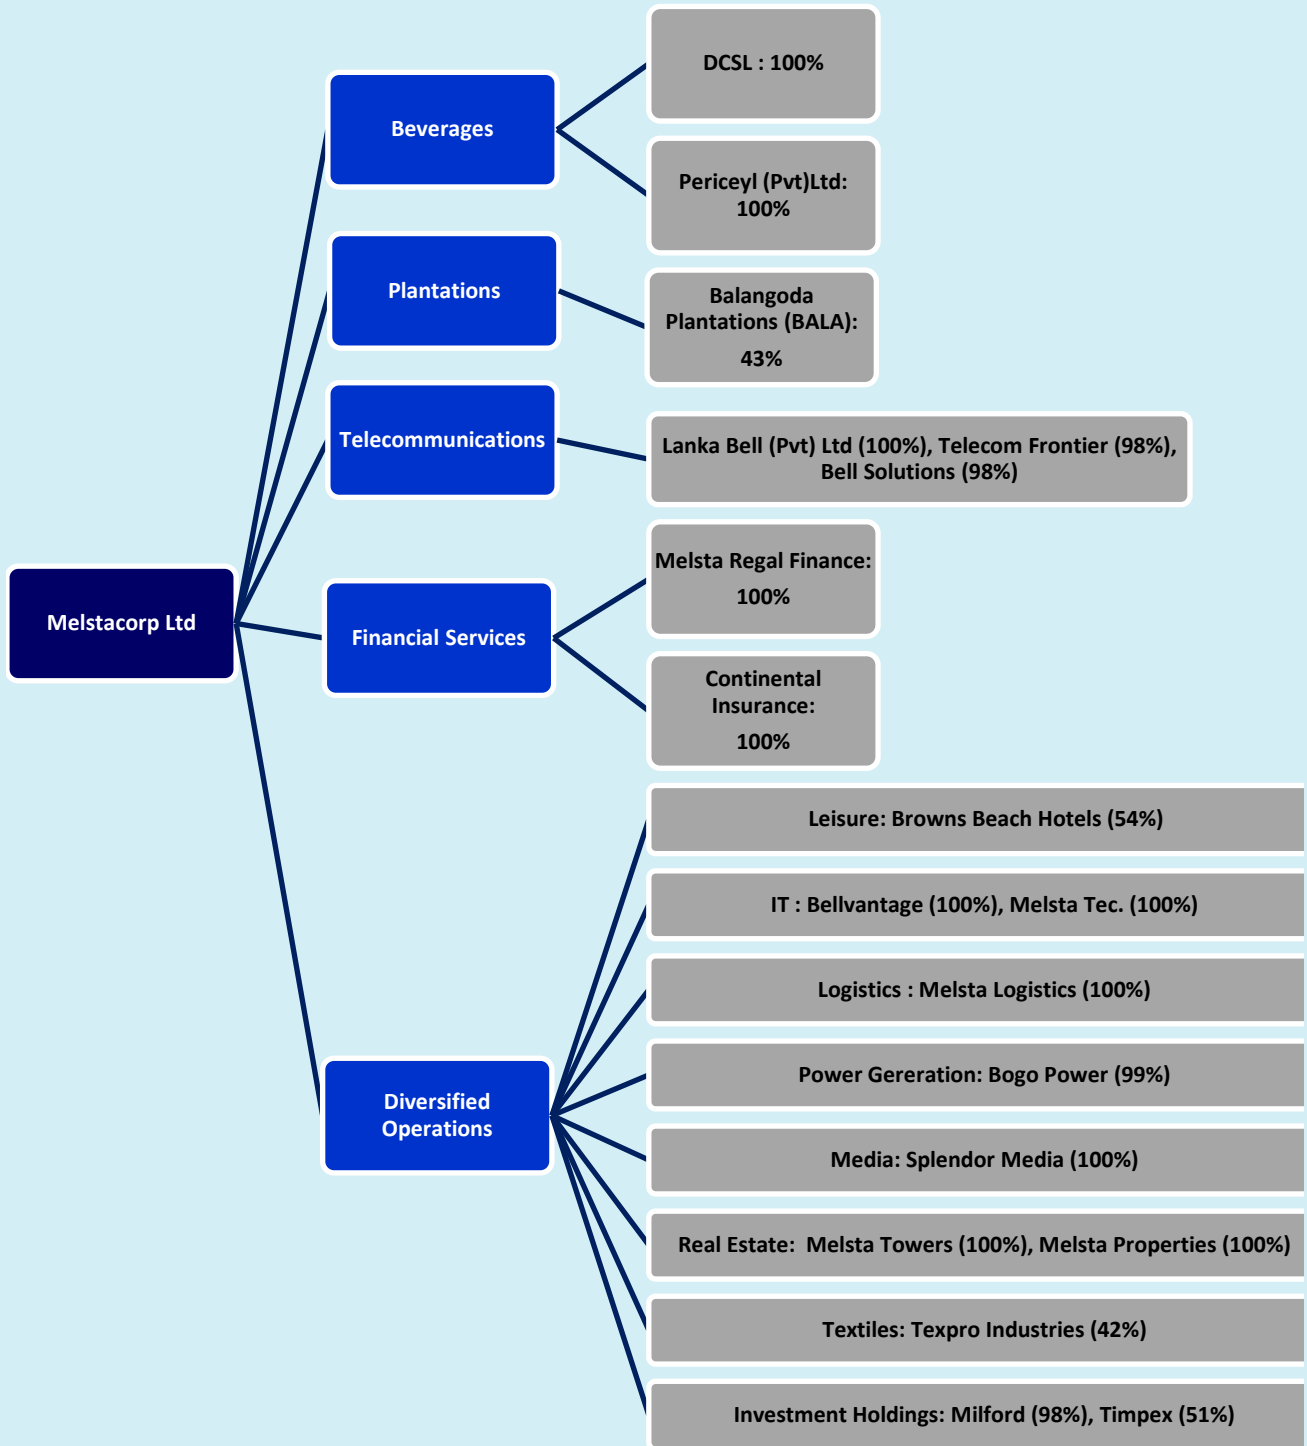 DCSL : 100%
Beverages
Periceyl (Pvt)Ltd:
100%
Plantations
Balangoda
Plantations (BALA):
43%
Telecommunications
Lanka Bell (Pvt) Ltd (100%), Telecom Frontier (98%),
Bell Solutions (98%)
Melstacorp Ltd
Financial Services
Melsta Regal Finance:
100%
Continental
Insurance:
100%
Diversified
Operations
Leisure: Browns Beach Hotels (54%)
IT : Bellvantage (100%), Melsta Tec. (100%)
Logistics : Melsta Logistics (100%)
Power Gereration: Bogo Power (99%)
Media: Splendor Media (100%)
Real Estate:  Melsta Towers (100%), Melsta Properties (100%)
Textiles: Texpro Industries (42%)
Investment Holdings: Milford (98%), Timpex (51%)